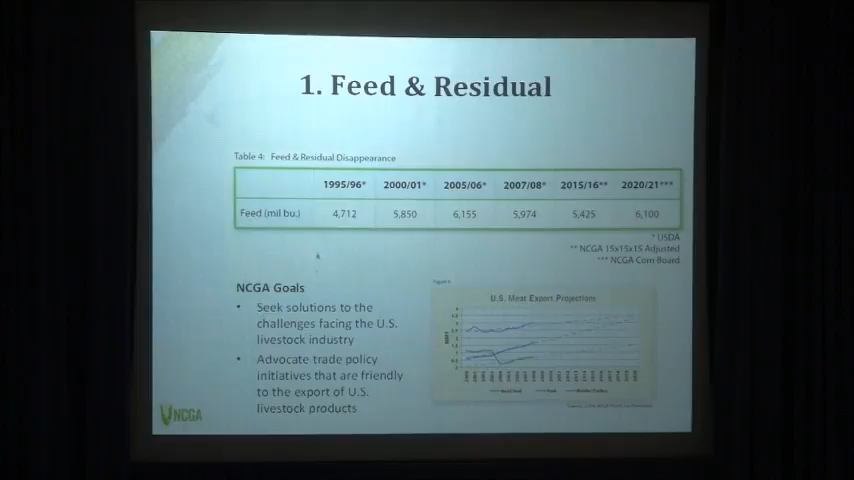 1. Feed & Residual
Table 4: Feed & Residual Disappearance
1995/96* 2000/01* 2005/06* 2007/08* 2015/16** 2020/21***
Feed (mil bu.) 4,712 5,850 6,155 5,974 5,425 6,100
* USDA
** NCGA 15x15x15 Adjusted
*** NCGA Corn Board
NCGA Goals
• Seek solutions to the
challenges facing the U.S.
livestock industry
• Advocate trade policy
initiatives that are friendly
to the export of U.S.
livestock products
U.S. Meat Export Projections
NCGA